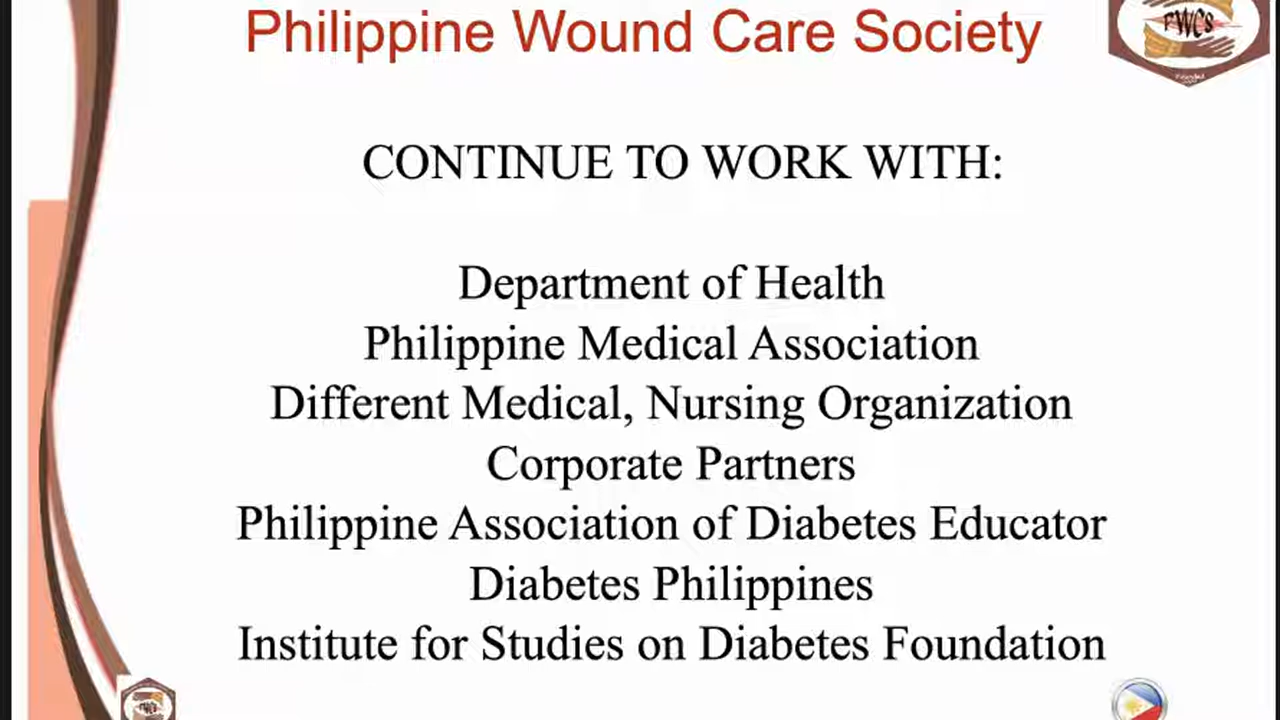 Philippine Wound Care Society
PWCS
CONTINUE TO WORK WITH:
Department of Health
Philippine Medical Association
Different Medical, Nursing Organization
Corporate Partners
Philippine Association of Diabetes Educator
Diabetes Philippines
Institute for Studies on Diabetes Foundation